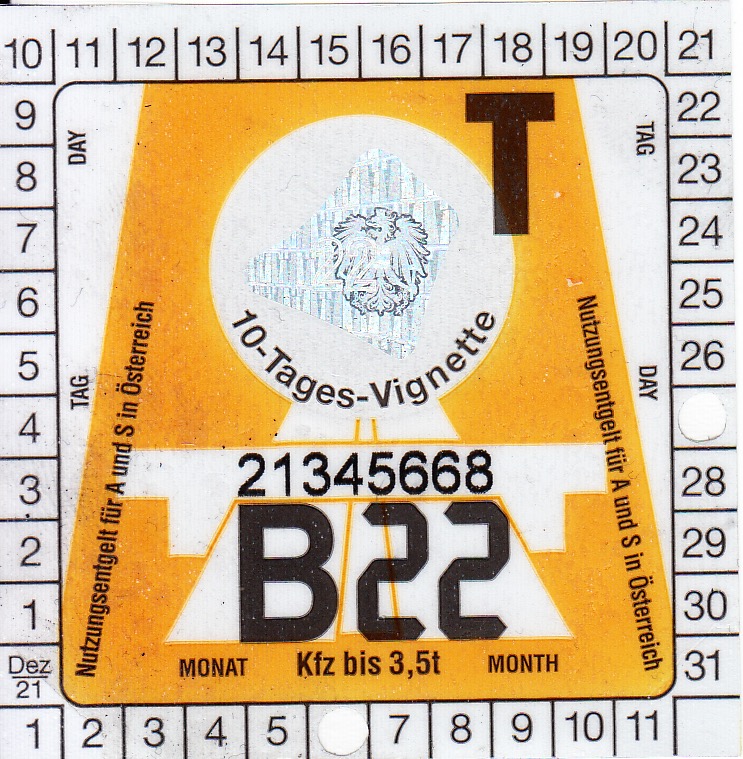 10 11 12 13 14 15 16 17 18 19 20 21
9
8
7
6
5
4
3
2
1
Dez
21
DAY
TAG
T
TAG
DAY
10-Tages-Vignette
Nutzungsentgelt für A und S in Österreich
Nutzungsentgelt für A und S in Österreich
21345668
B22
MONAT Kfz bis 3,5t MONTH
22
23
24
25
26
28
29
30
31
1 2 3 4 5 7 8 9 10 11